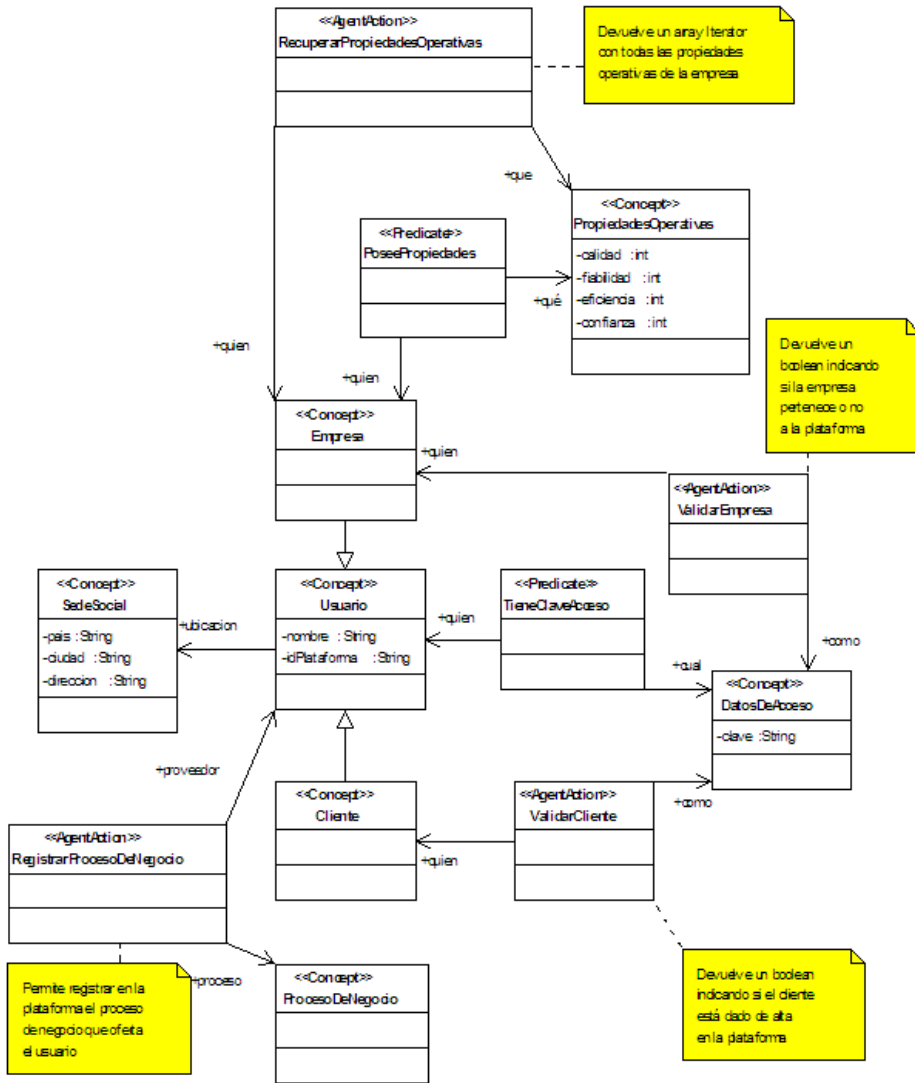 <<AgentAction>>
RecuperarPropiedadesOperativas
Devuelve un array Iterator
con todas las propiedades
operativas de la empresa
+que
<<Concept>>
PropiedadesOperativas
-calidad :int
-fiabilidad :int
-eficiencia :int
-confianza :int
<<Predicate>>
PoseePropiedades
+qué
+quien
+quien
Devuelve un
boolean indicando
si la empresa
pertenece o no
a la plataforma
<<Concept>>
Empresa
+quien
<<AgentAction>>
ValidarEmpresa
<<Concept>>
SedeSocial
-pais :String
-ciudad :String
-direccion :String
+ubicacion
<<Concept>>
Usuario
-nombre :String
-idPlataforma :String
+quien
<<Predicate>>
TieneClaveAcceso
+como
+cual
<<Concept>>
DatosDeAcceso
-clave :String
+proveedor
<<Concept>>
Cliente
<<AgentAction>>
ValidarCliente
+como
+quien
<<AgentAction>>
RegistrarProcesoDeNegocio
+proceso
Permite registrar en la
plataforma el proceso
de negocio que oferta
el usuario
<<Concept>>
ProcesoDeNegocio
Devuelve un boolean
indicando si el cliente
está dado de alta
en la plataforma